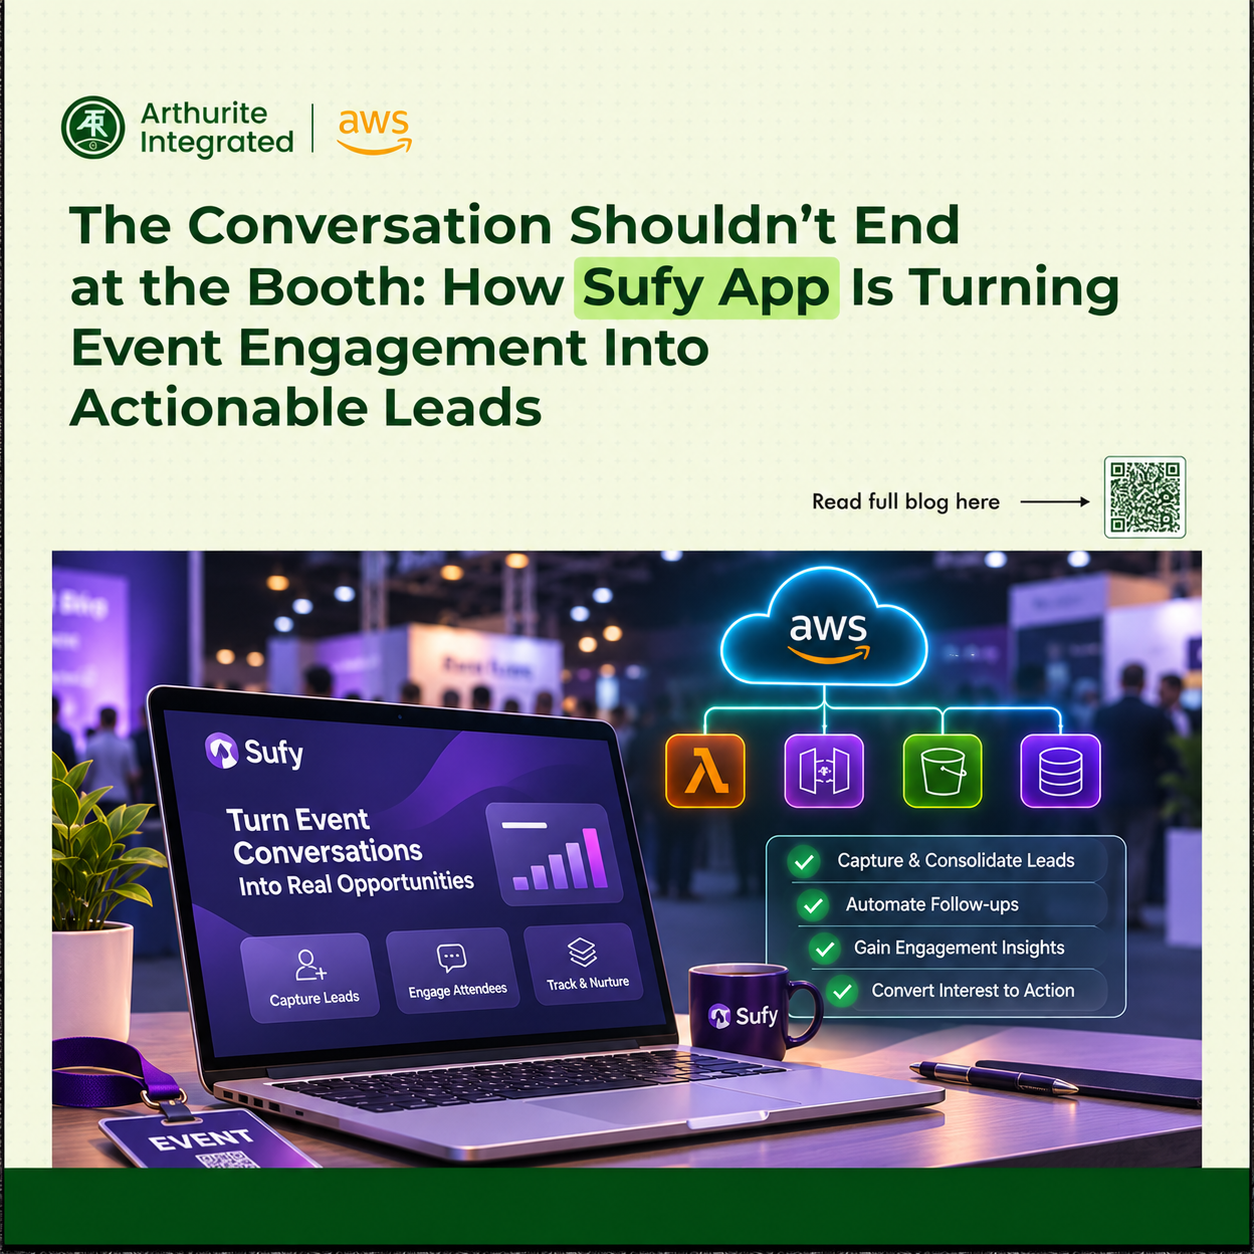 Arthurite
Integrated
aws
The Conversation Shouldn’t End
at the Booth: How Sufy App Is Turning
Event Engagement Into
Actionable Leads
Read full blog here
aws
Sufy
Turn Event
Conversations
Into Real Opportunities
Capture Leads
Engage Attendees
Track & Nurture
Capture & Consolidate Leads
Automate Follow-ups
Gain Engagement Insights
Convert Interest to Action
Sufy
EVENT